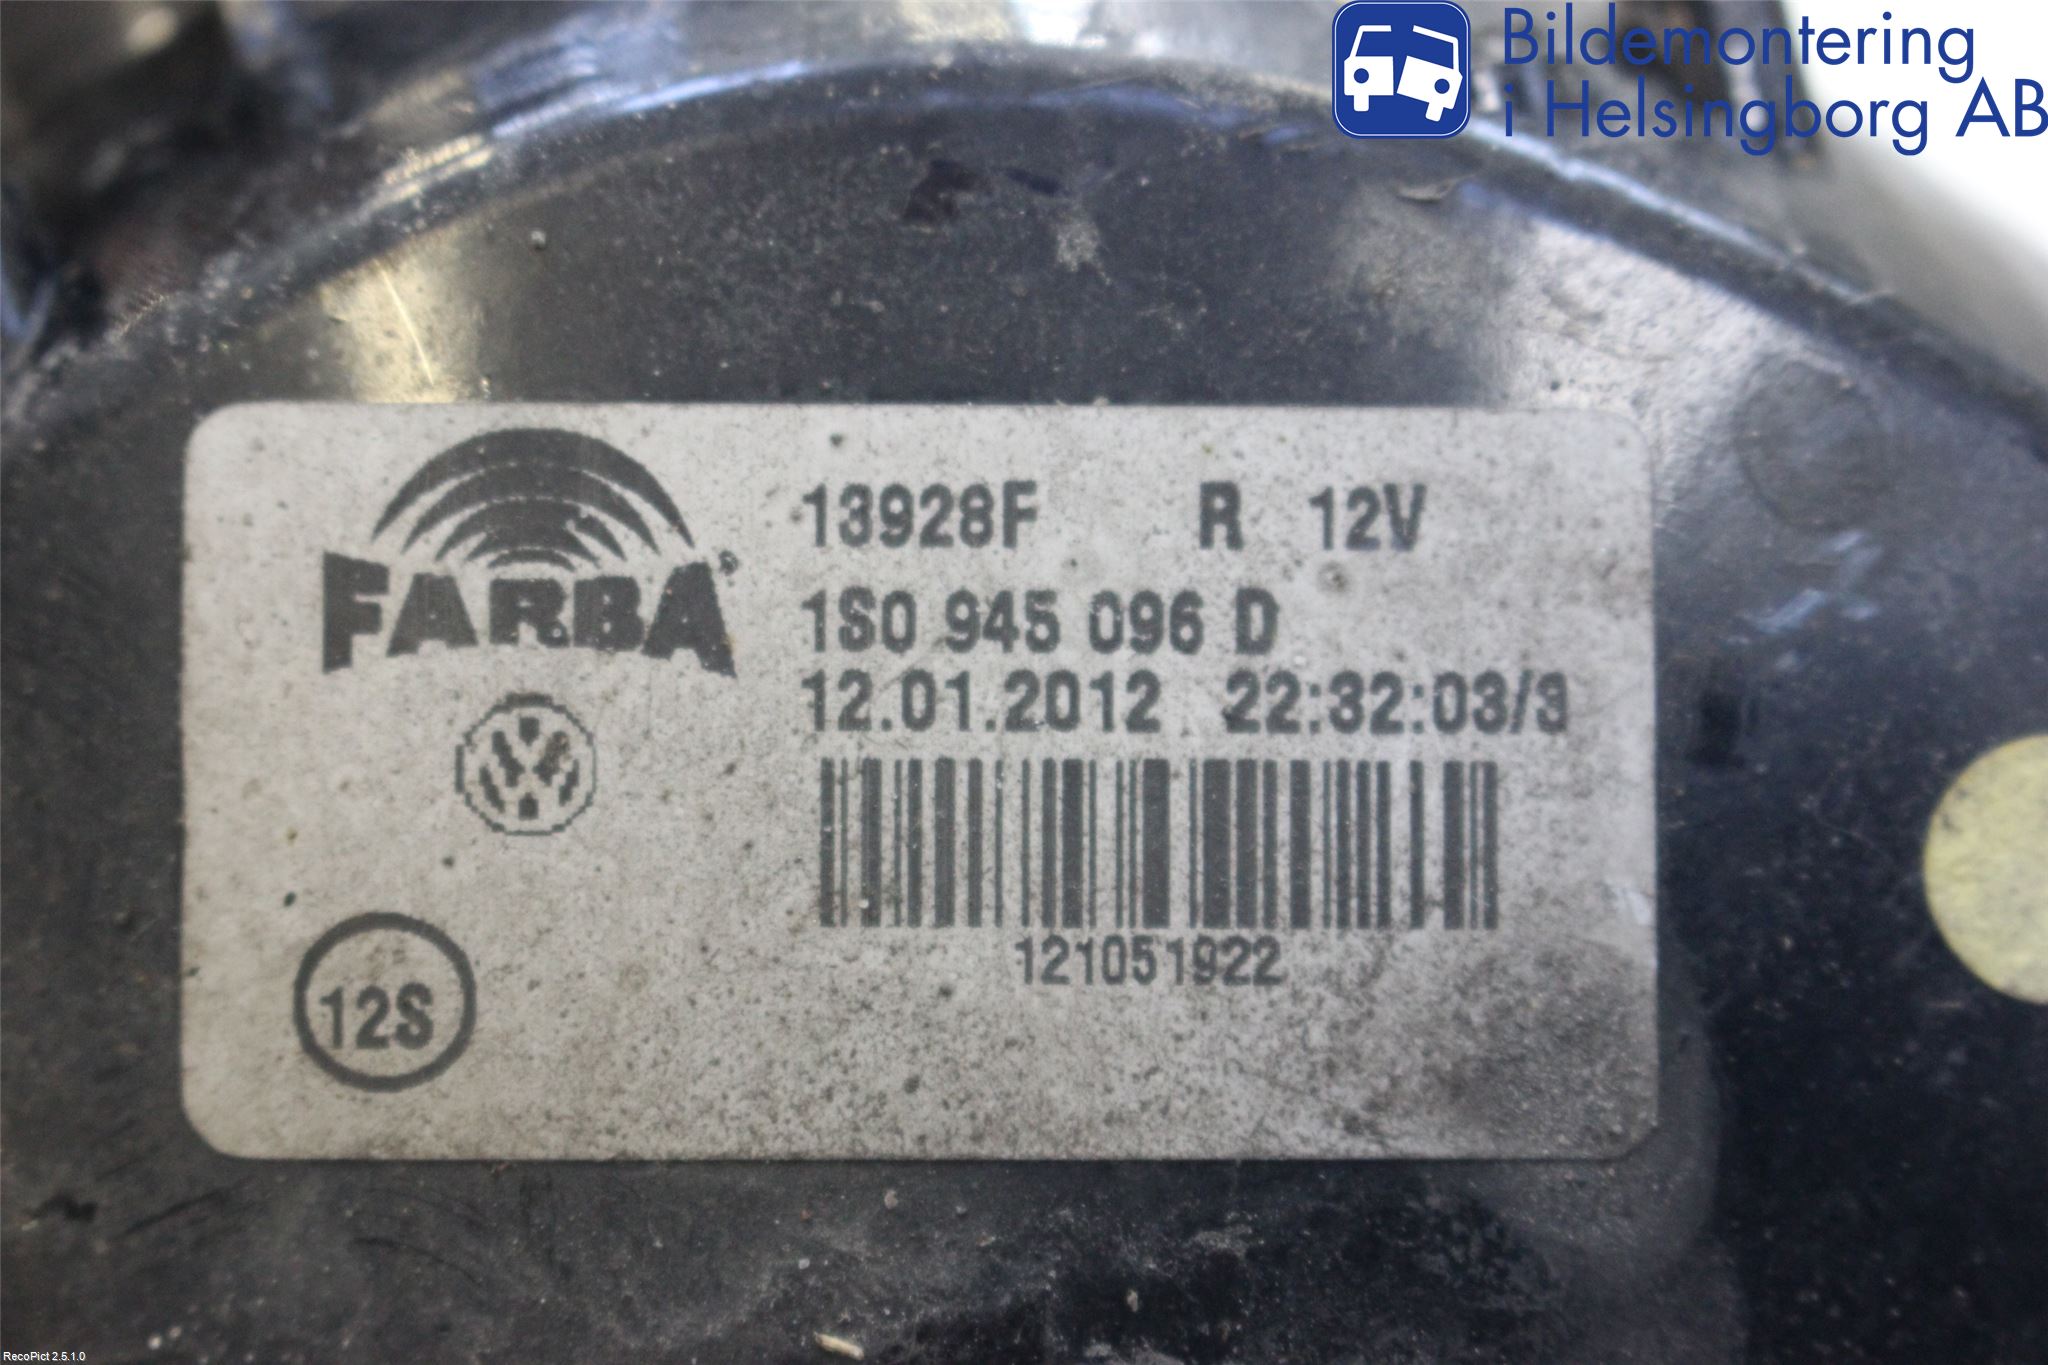 Bildemontering
i Helsingborg AB
FARBA
13928F R 12V
1S0 945 096 D
12.01.2012 22:32:03/3
121051922
12S
RecoPict 2.5.1.0